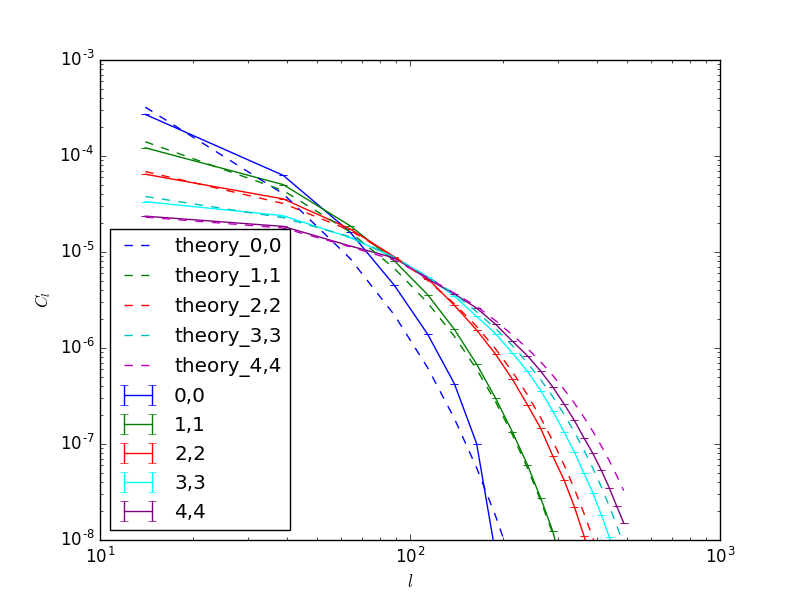 10^-3
10^-4
10^-5
10^-6
10^-7
10^-8
C_l
theory_0,0
theory_1,1
theory_2,2
theory_3,3
theory_4,4
0,0
1,1
2,2
3,3
4,4
10^1
10^2
10^3
l